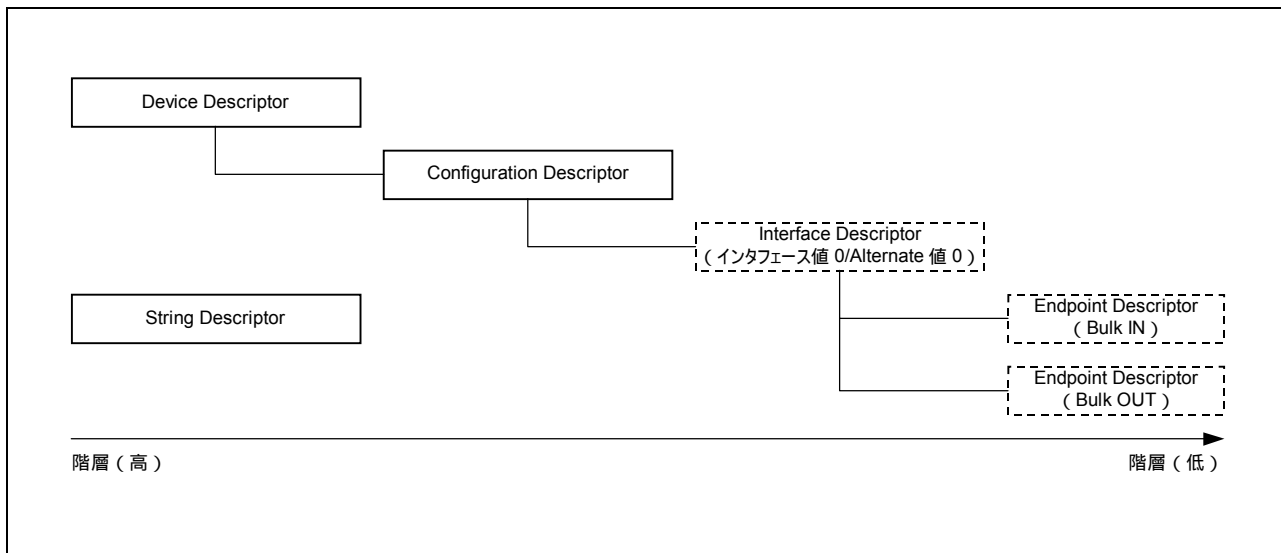 Device Descriptor
Configuration Descriptor
Interface Descriptor
（インタフェース値 0/Alternate 値 0）
String Descriptor
Endpoint Descriptor
（Bulk IN）
Endpoint Descriptor
（Bulk OUT）
階層（高）
階層（低）